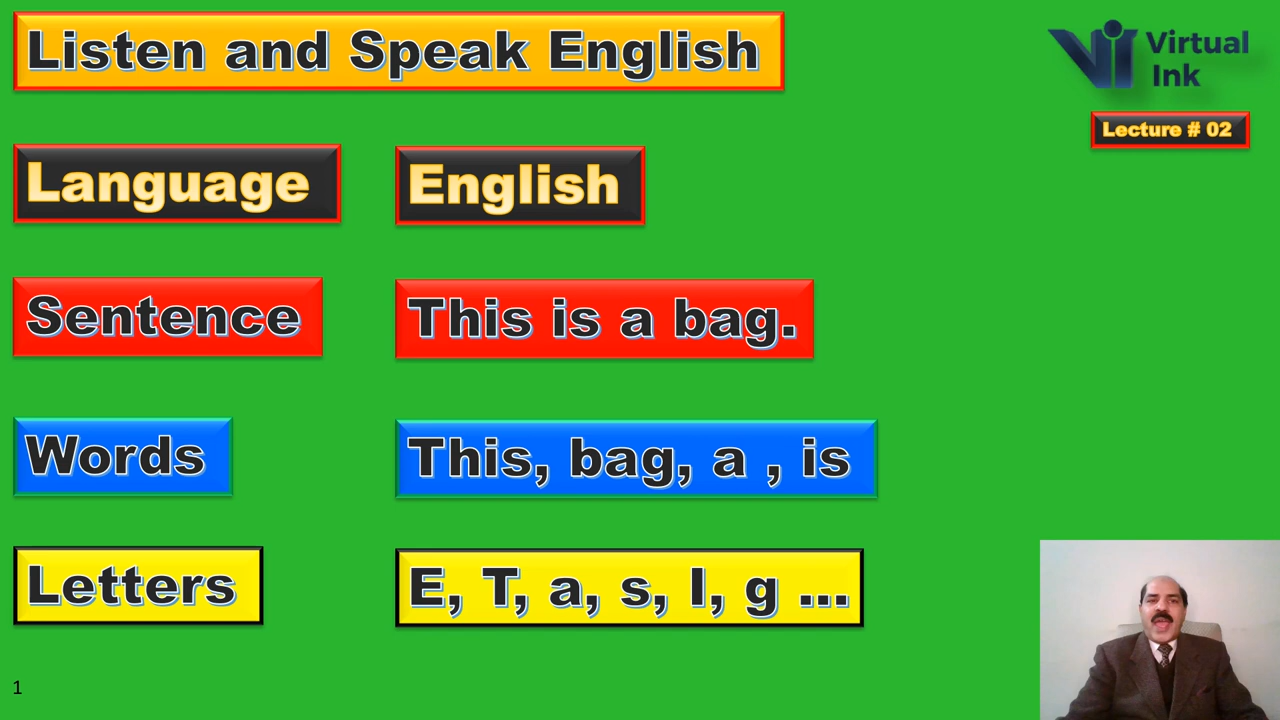 Listen and Speak English
Virtual
Ink
Lecture # 02
Language
English
Sentence
This is a bag.
Words
This, bag, a , is
Letters
E, T, a, s, I, g ...
1